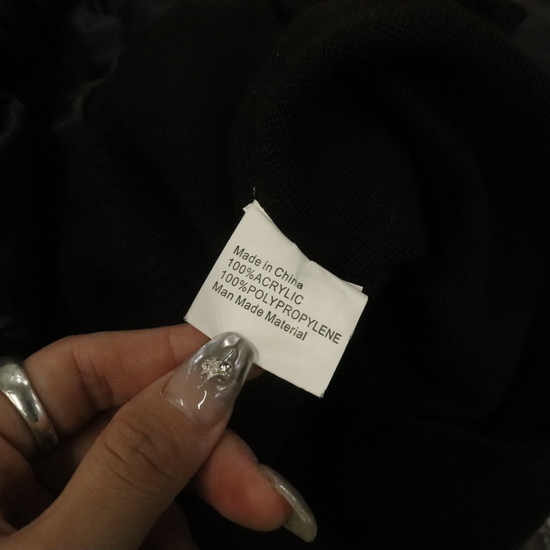 Made in China
100%ACRYLIC
100%POLYPROPYLENE
Man Made Material